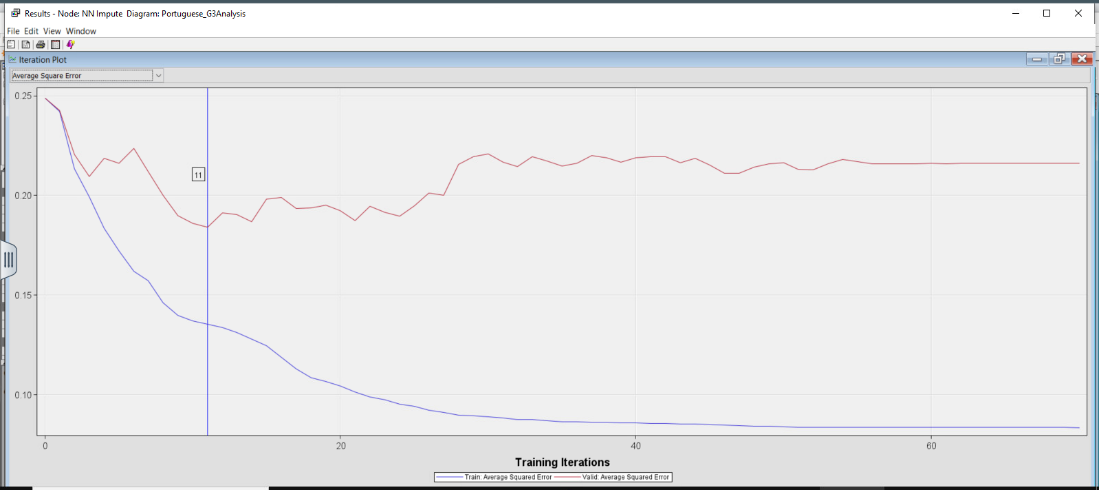 Results - Node: NN Impute Diagram: Portuguese_G3Analysis
File Edit View Window
Iteration Plot
Average Square Error
0.25
0.20
0.15
0.10
11
0 20 40 60
Training Iterations
Train: Average Squared Error Valid: Average Squared Error